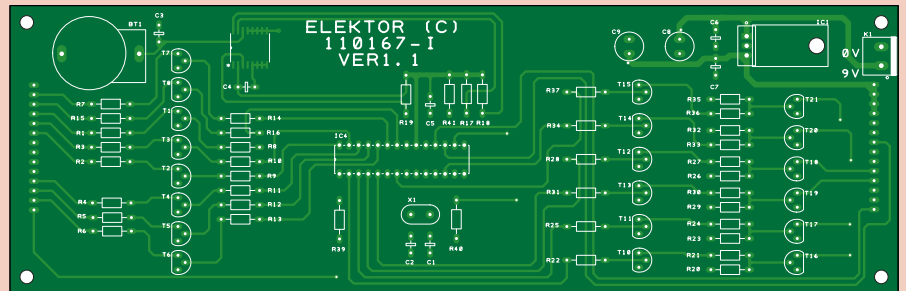 ELEKTOR (C)
110167-I
VER1.1
BT1
C3
C4
T7
T8
T1
T3
T2
T4
T5
T6
R7
R15
R1
R3
R2
R4
R5
R6
R14
R16
R8
R10
R9
R11
R12
R13
R19
C5
R41
R17
R18
IC4
X1
R39
C2
C1
R40
C9
C8
C6
IC1
K1
0V
9V
C7
R37
R34
R28
R31
R25
R22
T15
T14
T12
T13
T11
T10
R35
R36
R32
R33
R27
R26
R30
R29
R24
R23
R21
R20
T21
T20
T18
T19
T17
T16